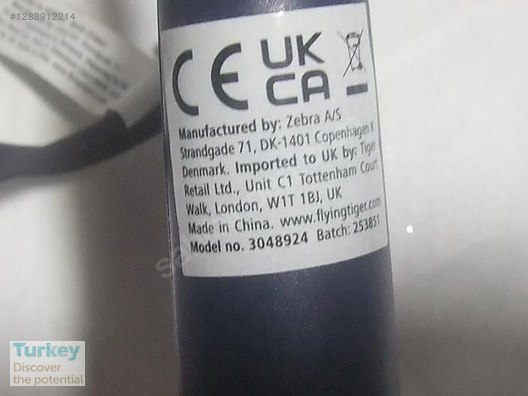 #1283912214
CE UK
CA
Manufactured by: Zebra A/S
Strandgade 71, DK-1401 Copenhagen K
Denmark. Imported to UK by: Tiger
Retail Ltd., Unit C1 Tottenham Court
Walk, London, W1T 1BJ, UK
Made in China. www.flyingtiger.com
Model no. 3048924 Batch: 253851
Turkey
Discover
the potential